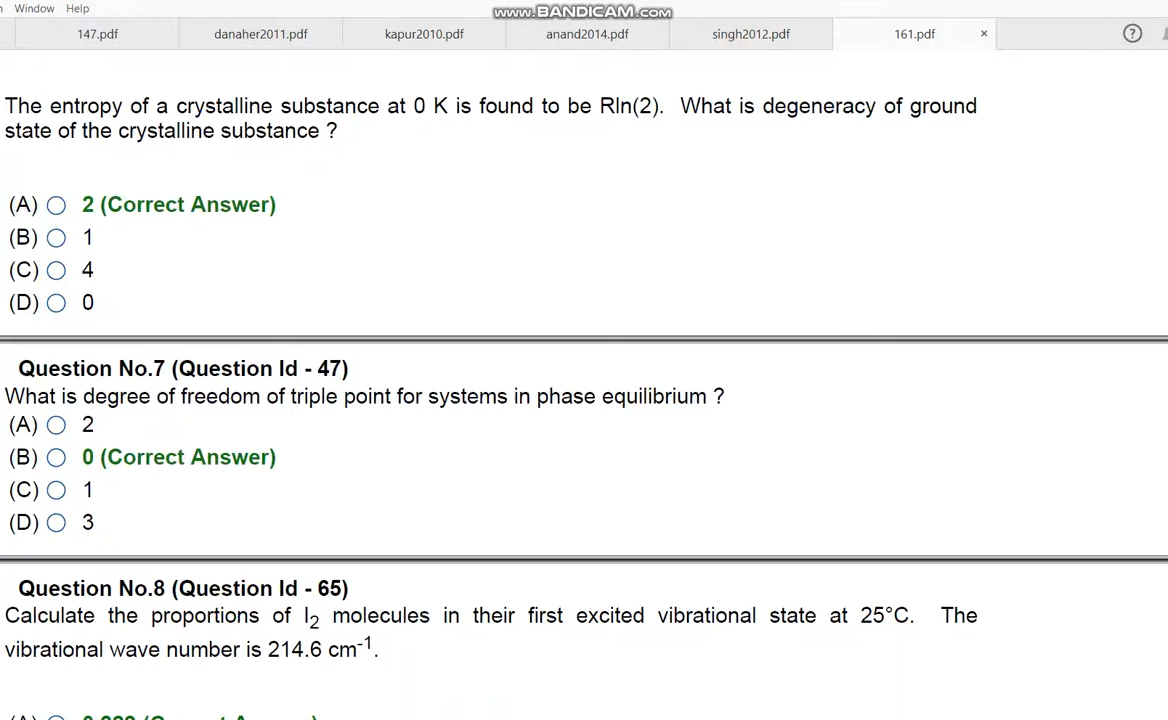 Window Help
www.BANDICAM.com
147.pdf danaher2011.pdf kapur2010.pdf anand2014.pdf singh2012.pdf 161.pdf × ?
The entropy of a crystalline substance at 0 K is found to be Rln(2). What is degeneracy of ground
state of the crystalline substance ?
(A) 2 (Correct Answer)
(B) 1
(C) 4
(D) 0
Question No.7 (Question Id - 47)
What is degree of freedom of triple point for systems in phase equilibrium ?
(A) 2
(B) 0 (Correct Answer)
(C) 1
(D) 3
Question No.8 (Question Id - 65)
Calculate the proportions of I₂ molecules in their first excited vibrational state at 25°C. The
vibrational wave number is 214.6 cm⁻¹.